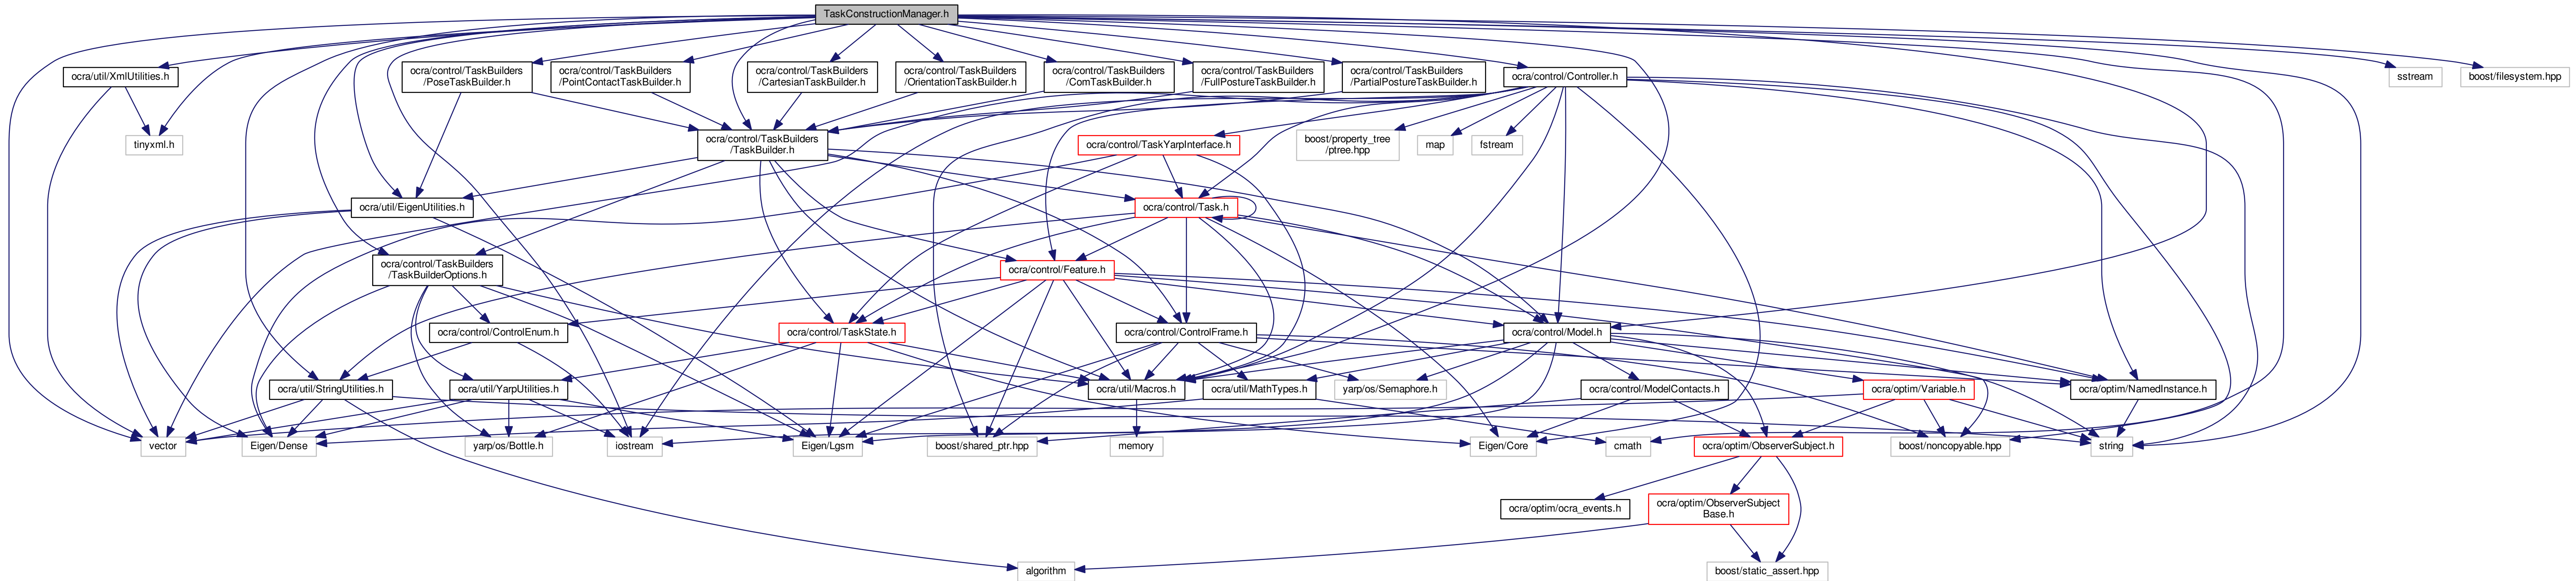 TaskConstructionManager.h
ocra/util/XmlUtilities.h
ocra/control/TaskBuilders
/PoseTaskBuilder.h
ocra/control/TaskBuilders
/PointContactTaskBuilder.h
ocra/control/TaskBuilders
/CartesianTaskBuilder.h
ocra/control/TaskBuilders
/OrientationTaskBuilder.h
ocra/control/TaskBuilders
/ComTaskBuilder.h
ocra/control/TaskBuilders
/FullPostureTaskBuilder.h
ocra/control/TaskBuilders
/PartialPostureTaskBuilder.h
ocra/control/Controller.h
sstream
boost/filesystem.hpp
tinyxml.h
ocra/control/TaskBuilders
/TaskBuilder.h
ocra/control/TaskYarpInterface.h
boost/property_tree
/ptree.hpp
map
fstream
ocra/util/EigenUtilities.h
ocra/control/Task.h
ocra/control/TaskBuilders
/TaskBuilderOptions.h
ocra/control/Feature.h
ocra/control/ControlEnum.h
ocra/control/TaskState.h
ocra/control/ControlFrame.h
ocra/control/Model.h
ocra/util/StringUtilities.h
ocra/util/YarpUtilities.h
ocra/util/Macros.h
ocra/util/MathTypes.h
yarp/os/Semaphore.h
ocra/control/ModelContacts.h
ocra/optim/Variable.h
ocra/optim/NamedInstance.h
vector
Eigen/Dense
yarp/os/Bottle.h
iostream
Eigen/Lgsm
boost/shared_ptr.hpp
memory
Eigen/Core
cmath
ocra/optim/ObserverSubject.h
boost/noncopyable.hpp
string
ocra/optim/ocra_events.h
ocra/optim/ObserverSubject
Base.h
algorithm
boost/static_assert.hpp